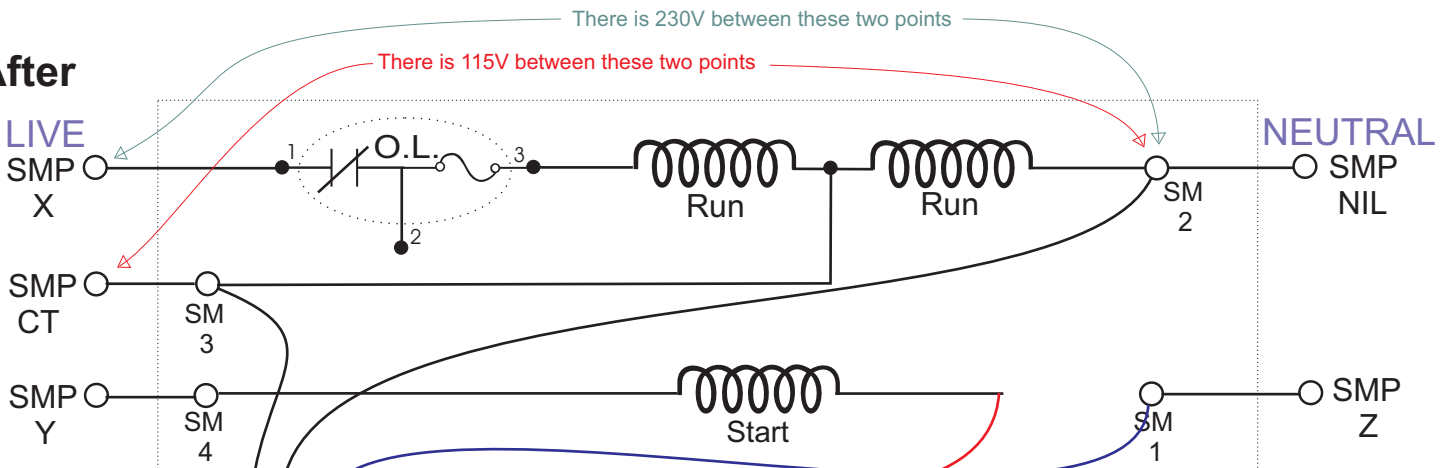 There is 230V between these two points
There is 115V between these two points
After
LIVE
NEUTRAL
SMP
X
1
O.L.
3
2
Run
Run
SM
2
SMP
NIL
SMP
CT
SM
3
SMP
Y
SM
4
Start
SM
1
SMP
Z